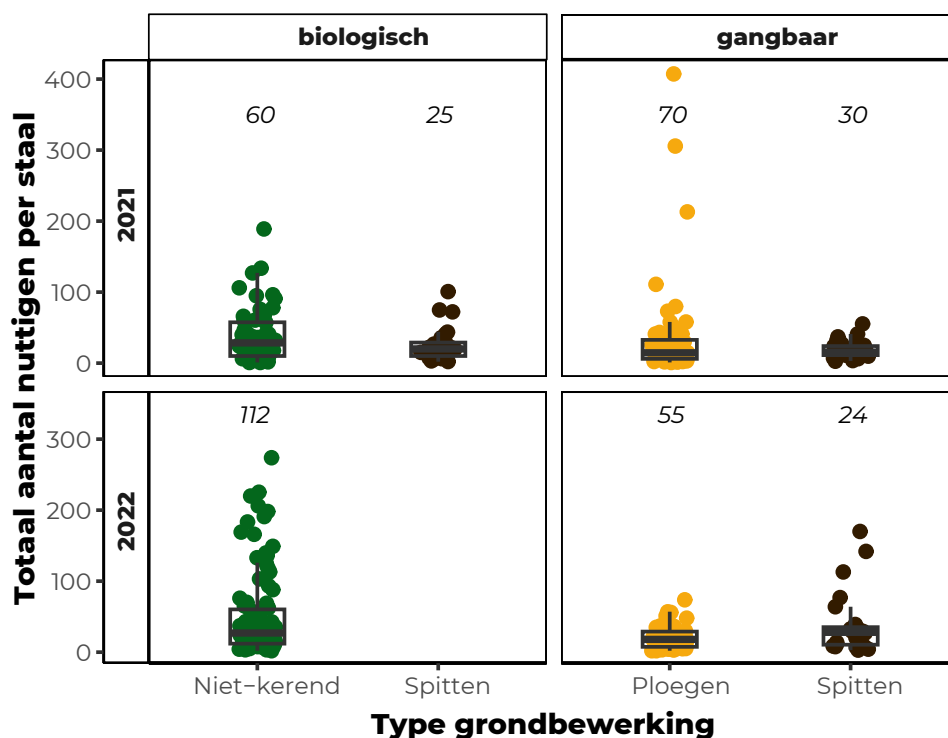 biologisch gangbaar
Totaal aantal nuttigen per staal
2021
400
300
200
100
0
60 25 70 30
2022
300
200
100
0
112 55 24
Niet-kerend Spitten Ploegen Spitten
Type grondbewerking